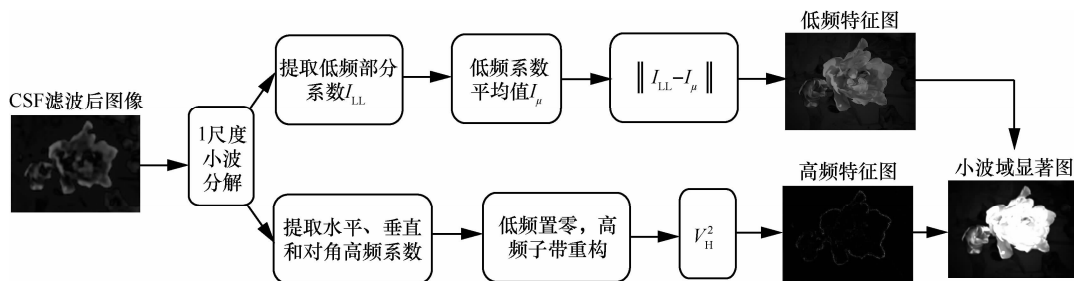 CSF滤波后图像
1尺度
小波
分解
提取低频部分
系数I_LL
低频系数
平均值I_μ
‖ I_LL−I_μ ‖
低频特征图
提取水平、垂直
和对角高频系数
低频置零，高
频子带重构
V_H^2
高频特征图
小波域显著图